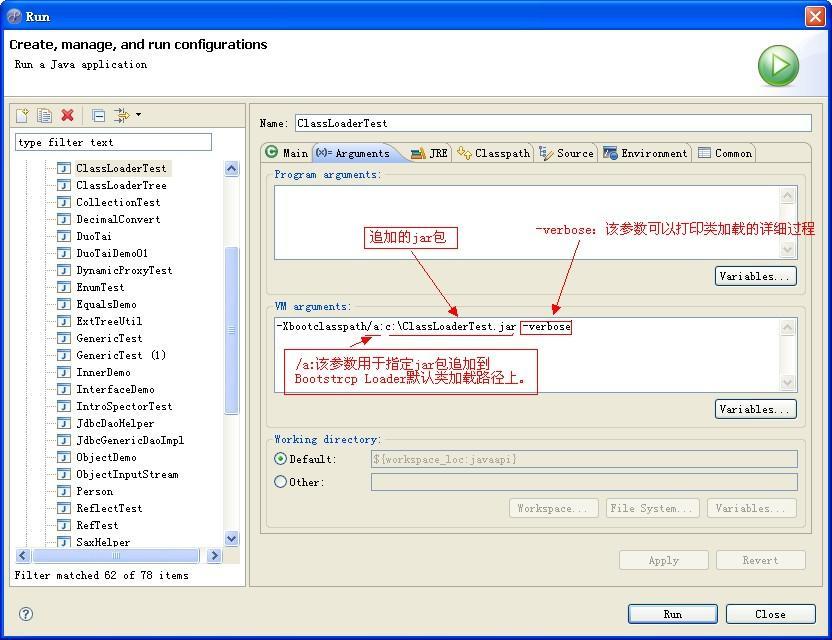 Run
Create, manage, and run configurations
Run a Java application
type filter text
ClassLoaderTest
ClassLoaderTree
CollectionTest
DecimalConvert
DuoTai
DuoTaiDemo01
DynamicProxyTest
EnumTest
EqualsDemo
ExtTreeUtil
GenericTest
GenericTest (1)
InnerDemo
InterfaceDemo
IntroSpectorTest
JdbcDaoHelper
JdbcGenericDaoImpl
ObjectDemo
ObjectInputStream
Person
ReflectTest
RefTest
SaxHelper
Filter matched 62 of 78 items
Name: ClassLoaderTest
Main (x)= Arguments JRE Classpath Source Environment Common
Program arguments:
追加的jar包
-verbose: 该参数可以打印类加载的详细过程
Variables...
VM arguments:
-Xbootclasspath/a:c:\ClassLoaderTest.jar -verbose
/a:该参数用于指定jar包追加到
Bootstrcp Loader默认类加载路径上。
Variables...
Working directory:
Default: ${workspace_loc:javaapi}
Other:
Workspace... File System... Variables...
Apply Revert
Run Close